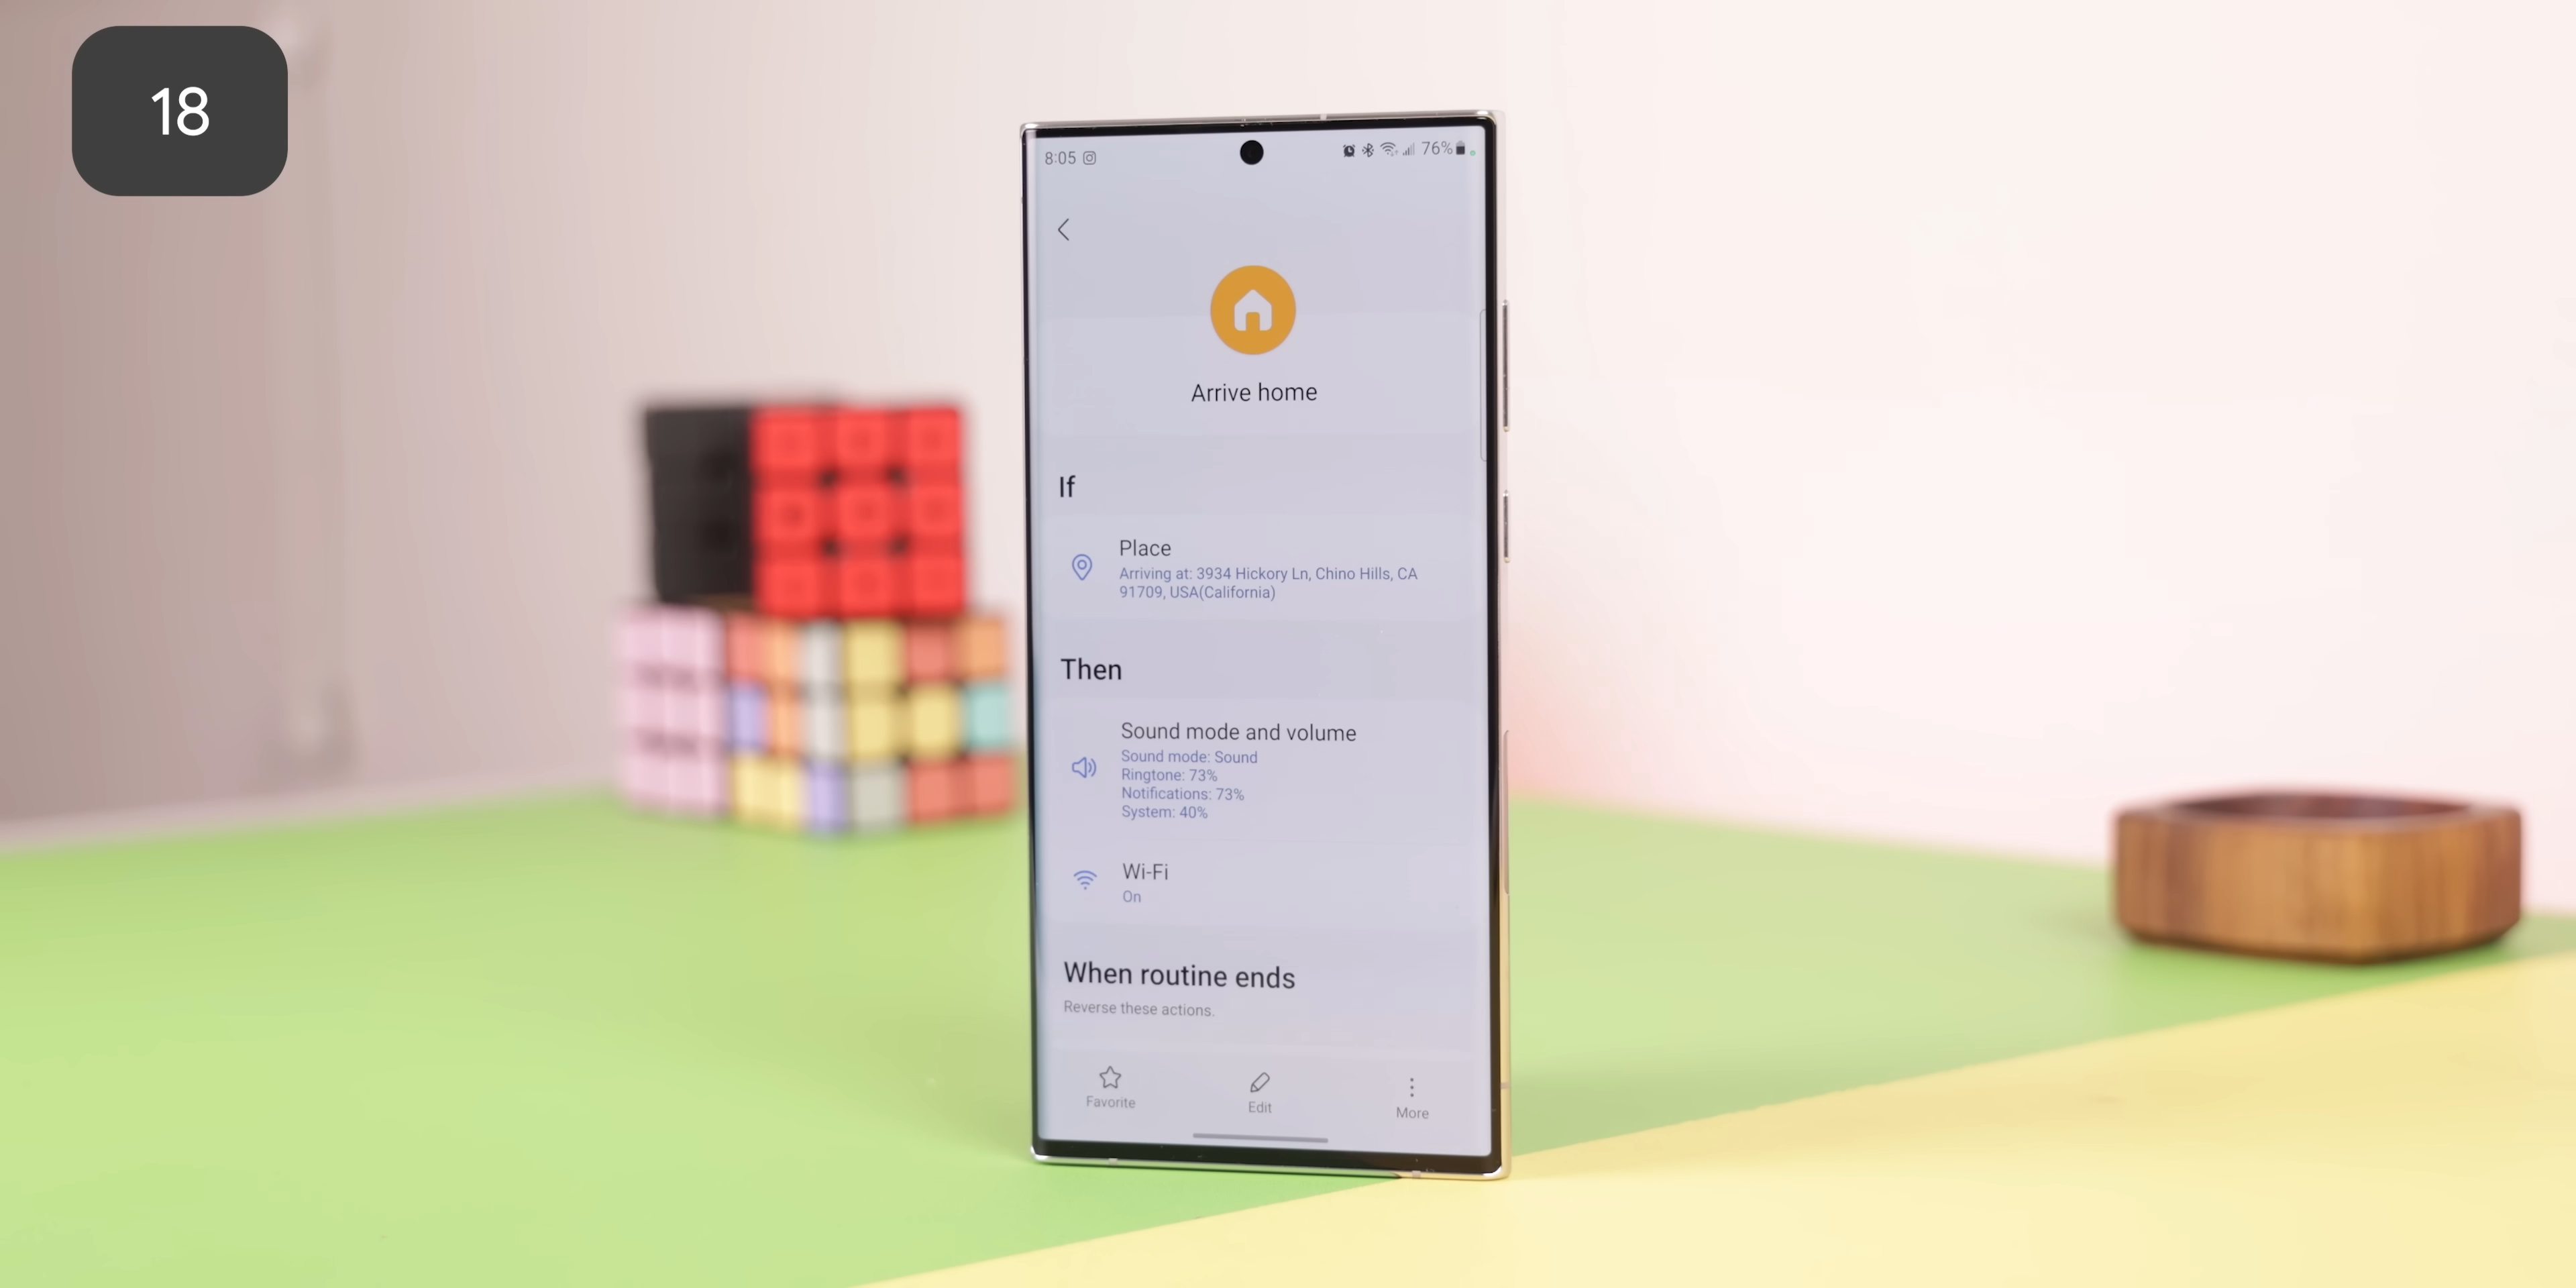 18
8:05
76%
Arrive home
If
Place
Arriving at: 3934 Hickory Ln, Chino Hills, CA
91709, USA(California)
Then
Sound mode and volume
Sound mode: Sound
Ringtone: 73%
Notifications: 73%
System: 40%
Wi-Fi
On
When routine ends
Reverse these actions.
Favorite
Edit
More